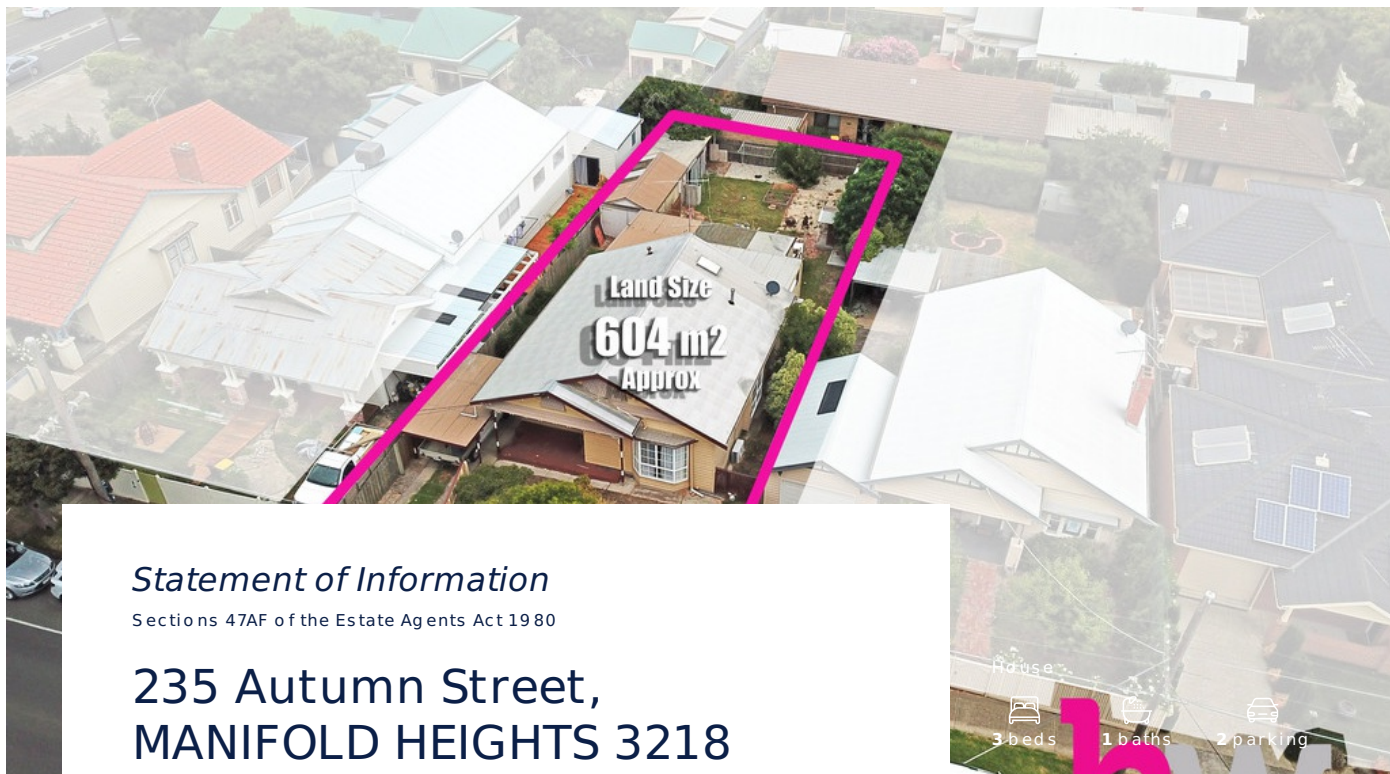 Land Size
604 m2
Approx
Statement of Information
Sections 47AF of the Estate Agents Act 1980
235 Autumn Street,
MANIFOLD HEIGHTS 3218
House
3 beds 1 baths 2 parking